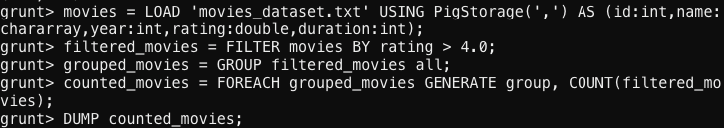 grunt> movies = LOAD 'movies_dataset.txt' USING PigStorage(',') AS (id:int,name:
chararray,year:int,rating:double,duration:int);
grunt> filtered_movies = FILTER movies BY rating > 4.0;
grunt> grouped_movies = GROUP filtered_movies all;
grunt> counted_movies = FOREACH grouped_movies GENERATE group, COUNT(filtered_mo
vies);
grunt> DUMP counted_movies;